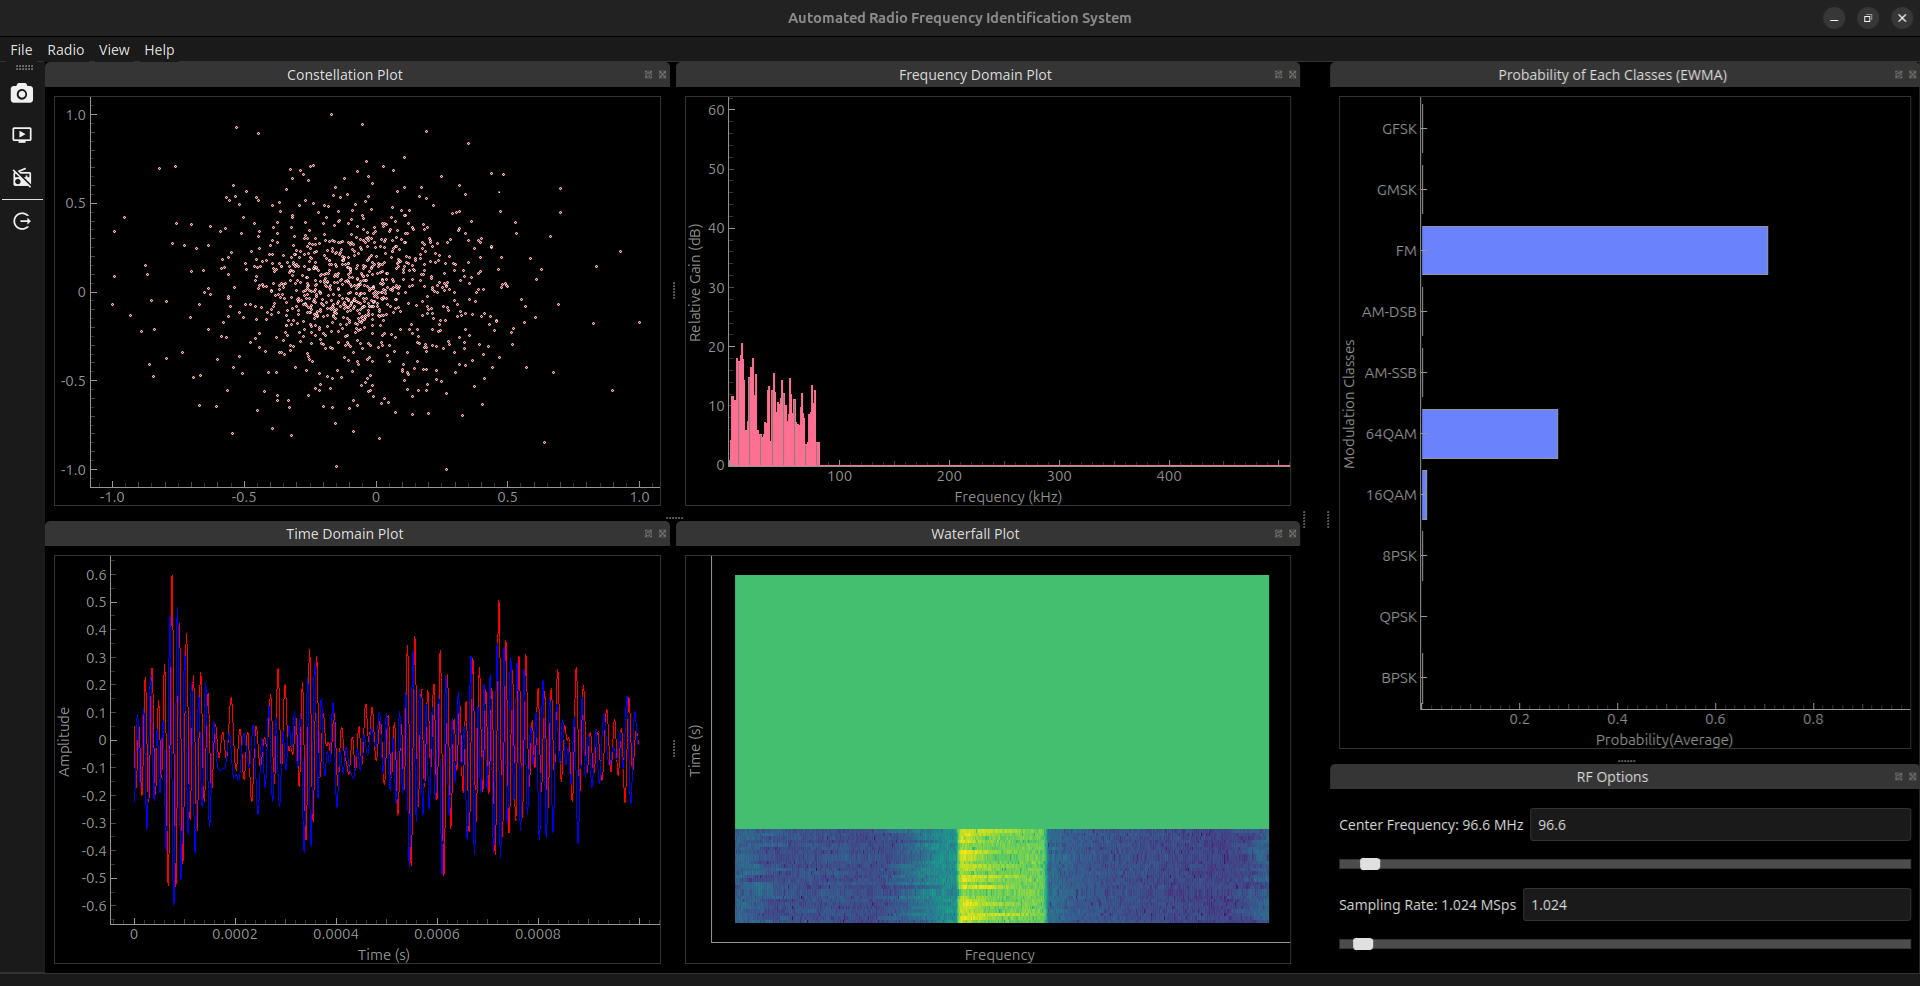 Automated Radio Frequency Identification System
File Radio View Help
Constellation Plot
1.0
0.5
0
-0.5
-1.0
-1.0 -0.5 0 0.5 1.0
Frequency Domain Plot
Relative Gain (dB)
60
50
40
30
20
10
0
100 200 300 400
Frequency (kHz)
Time Domain Plot
Amplitude
0.6
0.5
0.4
0.3
0.2
0.1
0
-0.1
-0.2
-0.3
-0.4
-0.5
-0.6
0 0.0002 0.0004 0.0006 0.0008
Time (s)
Waterfall Plot
Time (s)
Frequency
Probability of Each Classes (EWMA)
Modulation Classes
GFSK
GMSK
FM
AM-DSB
AM-SSB
64QAM
16QAM
8PSK
QPSK
BPSK
0.2 0.4 0.6 0.8
Probability(Average)
RF Options
Center Frequency: 96.6 MHz 96.6
Sampling Rate: 1.024 MSps 1.024